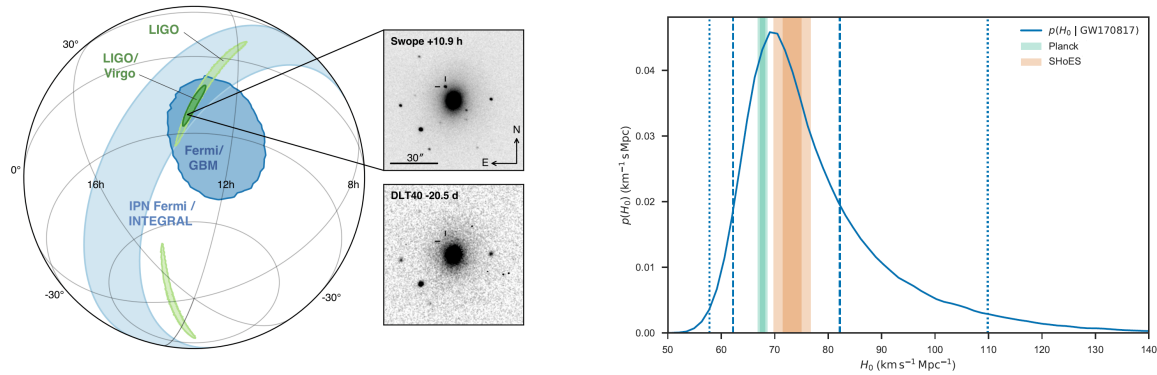 LIGO
LIGO/
Virgo
30°
0°
-30°
-30°
16h
12h
8h
Fermi/
GBM
IPN Fermi /
INTEGRAL
Swope +10.9 h
30″
N
E
DLT40 -20.5 d
p(H₀) (km⁻¹ s Mpc)
0.04
0.03
0.02
0.01
0.00
50 60 70 80 90 100 110 120 130 140
H₀ (km s⁻¹ Mpc⁻¹)
p(H₀ | GW170817)
Planck
SHoES